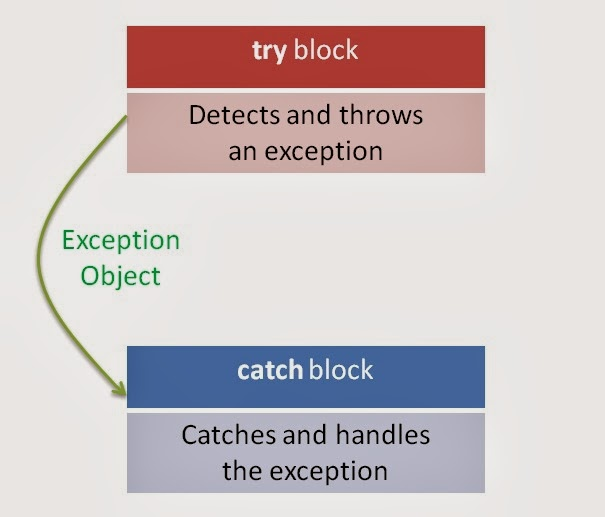 try block
Detects and throws
an exception
Exception
Object
catch block
Catches and handles
the exception